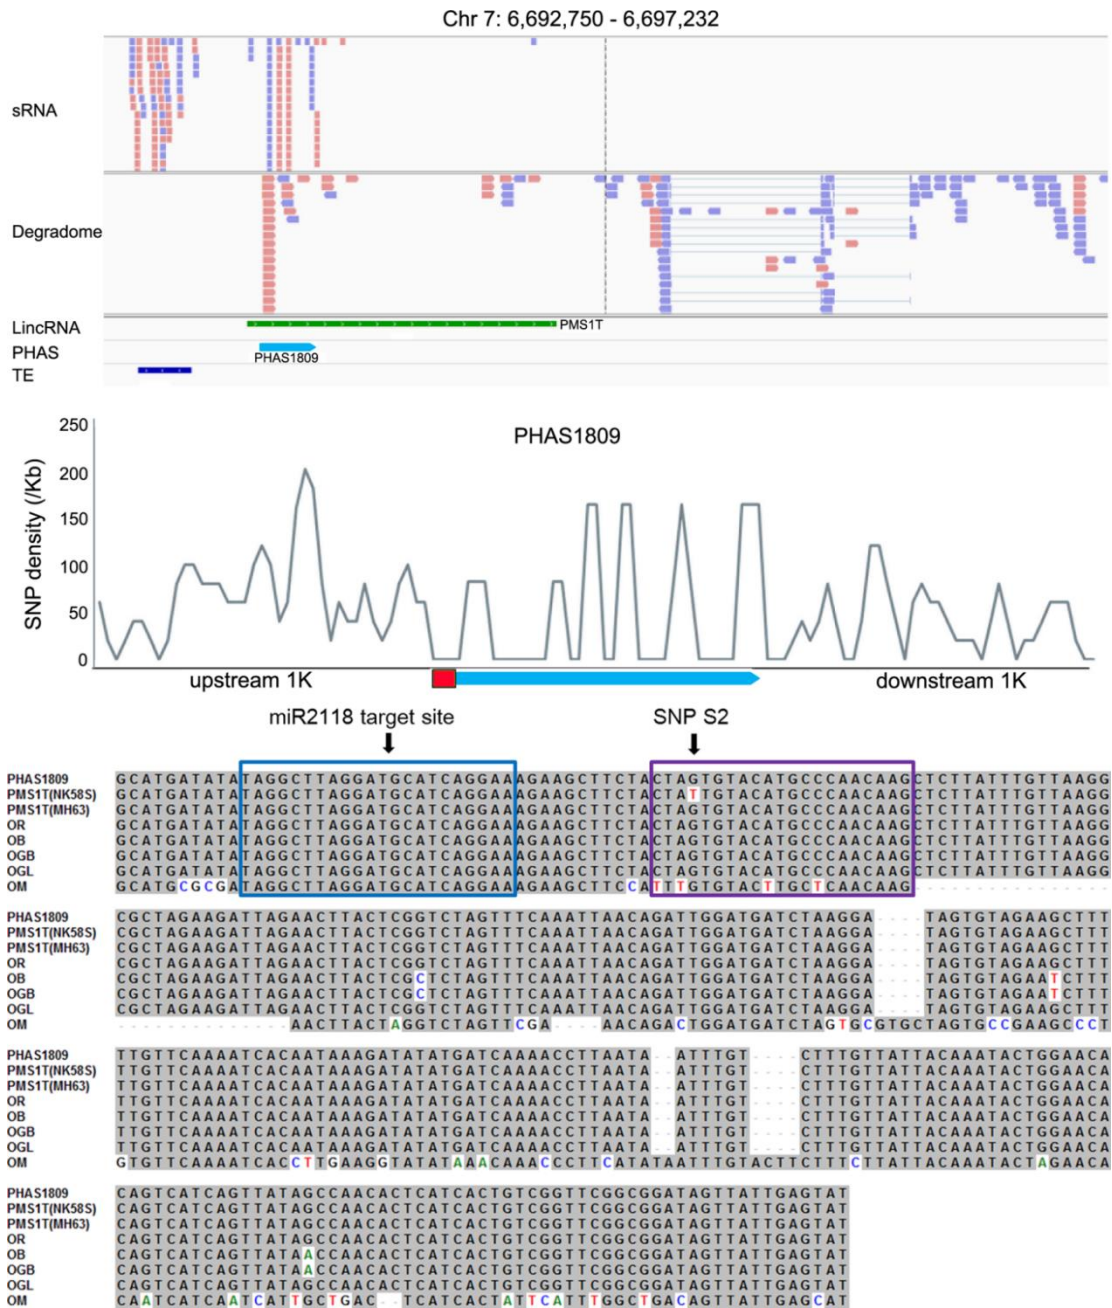 Chr 7: 6,692,750 - 6,697,232
sRNA
Degradome
LincRNA PMS1T
PHAS PHAS1809
TE
PHAS1809
SNP density (/Kb)
250
200
150
100
50
0
upstream 1K downstream 1K
miR2118 target site SNP S2
PHAS1809 GCATGATATATAGGCTTAGGATGCATCAGGAAAGAAGCTTCTACTAGTGTACATGCCCAACAAGCTCTTATTTGTTAAGG
PMS1T(NK58S) GCATGATATATAGGCTTAGGATGCATCAGGAAAGAAGCTTCTACTATTGTACATGCCCAACAAGCTCTTATTTGTTAAGG
PMS1T(MH63) GCATGATATATAGGCTTAGGATGCATCAGGAAAGAAGCTTCTACTAGTGTACATGCCCAACAAGCTCTTATTTGTTAAGG
OR GCATGATATATAGGCTTAGGATGCATCAGGAAAGAAGCTTCTACTAGTGTACATGCCCAACAAGCTCTTATTTGTTAAGG
OB GCATGATATATAGGCTTAGGATGCATCAGGAAAGAAGCTTCTACTAGTGTACATGCCCAACAAGCTCTTATTTGTTAAGG
OGB GCATGATATATAGGCTTAGGATGCATCAGGAAAGAAGCTTCTACTAGTGTACATGCCCAACAAGCTCTTATTTGTTAAGG
OGL GCATGATATATAGGCTTAGGATGCATCAGGAAAGAAGCTTCTACTAGTGTACATGCCCAACAAGCTCTTATTTGTTAAGG
OM GCATGCGCGATAGGCTTAGGATGCATCAGGAAAGAAGCTTCCATTTGTGTACTTGCTCAACAAG----------------
PHAS1809 CGCTAGAAGATTAGAACTTACTCGGTCTAGTTTCAAATTAACAGATTGGATGATCTAAGGA----TAGTGTAGAAGCTTT
PMS1T(NK58S) CGCTAGAAGATTAGAACTTACTCGGTCTAGTTTCAAATTAACAGATTGGATGATCTAAGGA----TAGTGTAGAAGCTTT
PMS1T(MH63) CGCTAGAAGATTAGAACTTACTCGGTCTAGTTTCAAATTAACAGATTGGATGATCTAAGGA----TAGTGTAGAAGCTTT
OR CGCTAGAAGATTAGAACTTACTCGGTCTAGTTTCAAATTAACAGATTGGATGATCTAAGGA----TAGTGTAGAAGCTTT
OB CGCTAGAAGATTAGAACTTACTCGCTCTAGTTTCAAATTAACAGATTGGATGATCTAAGGA----TAGTGTAGAATCTTT
OGB CGCTAGAAGATTAGAACTTACTCGCTCTAGTTTCAAATTAACAGATTGGATGATCTAAGGA----TAGTGTAGAATCTTT
OGL CGCTAGAAGATTAGAACTTACTCGGTCTAGTTTCAAATTAACAGATTGGATGATCTAAGGA----TAGTGTAGAAGCTTT
OM --------------AACTTACTAGGTCTAGTTCGA----AACAGACTGGATGATCTAGTGCGTGCTAGTGCCGAAGCCCT
PHAS1809 TTGTTCAAAATCACAATAAAGATATATGATCAAAACCTTAATA--ATTTGT----CTTTGTTATTACAAATACTGGAACA
PMS1T(NK58S) TTGTTCAAAATCACAATAAAGATATATGATCAAAACCTTAATA--ATTTGT----CTTTGTTATTACAAATACTGGAACA
PMS1T(MH63) TTGTTCAAAATCACAATAAAGATATATGATCAAAACCTTAATA--ATTTGT----CTTTGTTATTACAAATACTGGAACA
OR TTGTTCAAAATCACAATAAAGATATATGATCAAAACCTTAATA--ATTTGT----CTTTGTTATTACAAATACTGGAACA
OB TTGTTCAAAATCACAATAAAGATATATGATCAAAACCTTAATA--ATTTGT----CTTTGTTATTACAAATACTGGAACA
OGB TTGTTCAAAATCACAATAAAGATATATGATCAAAACCTTAATA--ATTTGT----CTTTGTTATTACAAATACTGGAACA
OGL TTGTTCAAAATCACAATAAAGATATATGATCAAAACCTTAATA--ATTTGT----CTTTGTTATTACAAATACTGGAACA
OM GTGTTCAAAATCACCTTGAAGGTATATAAACAAACCCTTCATATAATTTGTACTTCTTTCTTATTACAAATACTAGAACA
PHAS1809 CAGTCATCAGTTATAGCCAACACTCATCACTGTCGGTTCGGCGGATAGTTATTGAGTAT
PMS1T(NK58S) CAGTCATCAGTTATAGCCAACACTCATCACTGTCGGTTCGGCGGATAGTTATTGAGTAT
PMS1T(MH63) CAGTCATCAGTTATAGCCAACACTCATCACTGTCGGTTCGGCGGATAGTTATTGAGTAT
OR CAGTCATCAGTTATAGCCAACACTCATCACTGTCGGTTCGGCGGATAGTTATTGAGTAT
OB CAGTCATCAGTTATAACCAACACTCATCACTGTCGGTTCGGCGGATAGTTATTGAGTAT
OGB CAGTCATCAGTTATAACCAACACTCATCACTGTCGGTTCGGCGGATAGTTATTGAGTAT
OGL CAGTCATCAGTTATAGCCAACACTCATCACTGTCGGTTCGGCGGATAGTTATTGAGTAT
OM CAATCATCAATCATTGCTGAC--TCATCACTATTCATTTGGCTGACAGTTATTGAGCAT